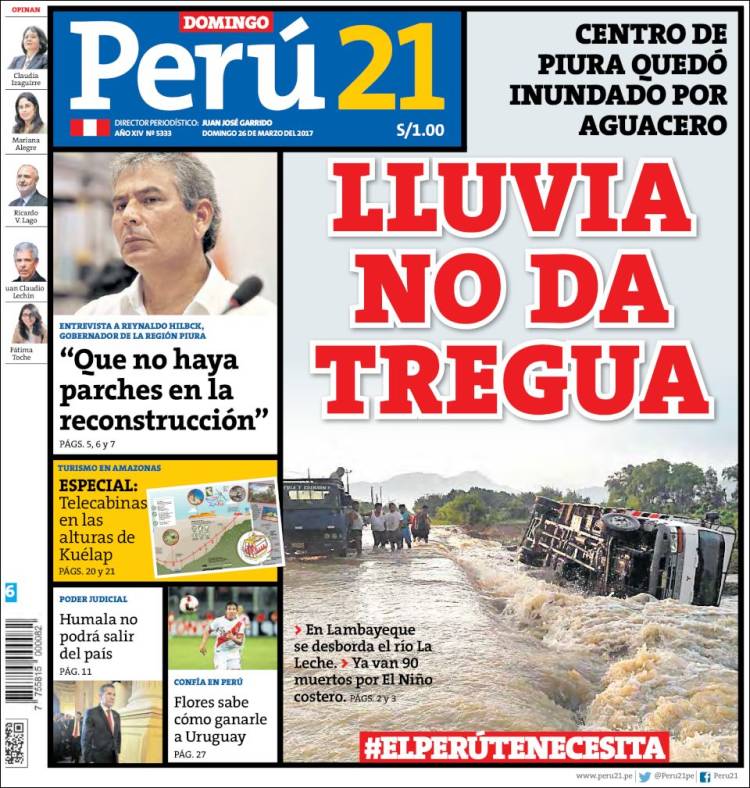 OPINAN
Claudia
Izaguirre
Mariana
Alegre
Ricardo
V. Lago
uan Claudio
Lechín
Fátima
Toche
6
7 755815 000082
DOMINGO
Perú 21
DIRECTOR PERIODÍSTICO: JUAN JOSÉ GARRIDO
AÑO XIV Nº 5333 DOMINGO 26 DE MARZO DEL 2017
S/1.00
CENTRO DE
PIURA QUEDÓ
INUNDADO POR
AGUACERO
LLUVIA
NO DA
TREGUA
ENTREVISTA A REYNALDO HILBCK,
GOBERNADOR DE LA REGIÓN PIURA
“Que no haya
parches en la
reconstrucción”
PÁGS. 5, 6 y 7
TURISMO EN AMAZONAS
ESPECIAL:
Telecabinas
en las
alturas de
Kuélap
PÁGS. 20 y 21
PODER JUDICIAL
Humala no
podrá salir
del país
PÁG. 11
CONFÍA EN PERÚ
Flores sabe
cómo ganarle
a Uruguay
PÁG. 27
› En Lambayeque
se desborda el río La
Leche. › Ya van 90
muertos por El Niño
costero. PÁGS. 2 y 3
#ELPERÚTENECESITA
www.peru21.pe | @Peru21pe | Peru21